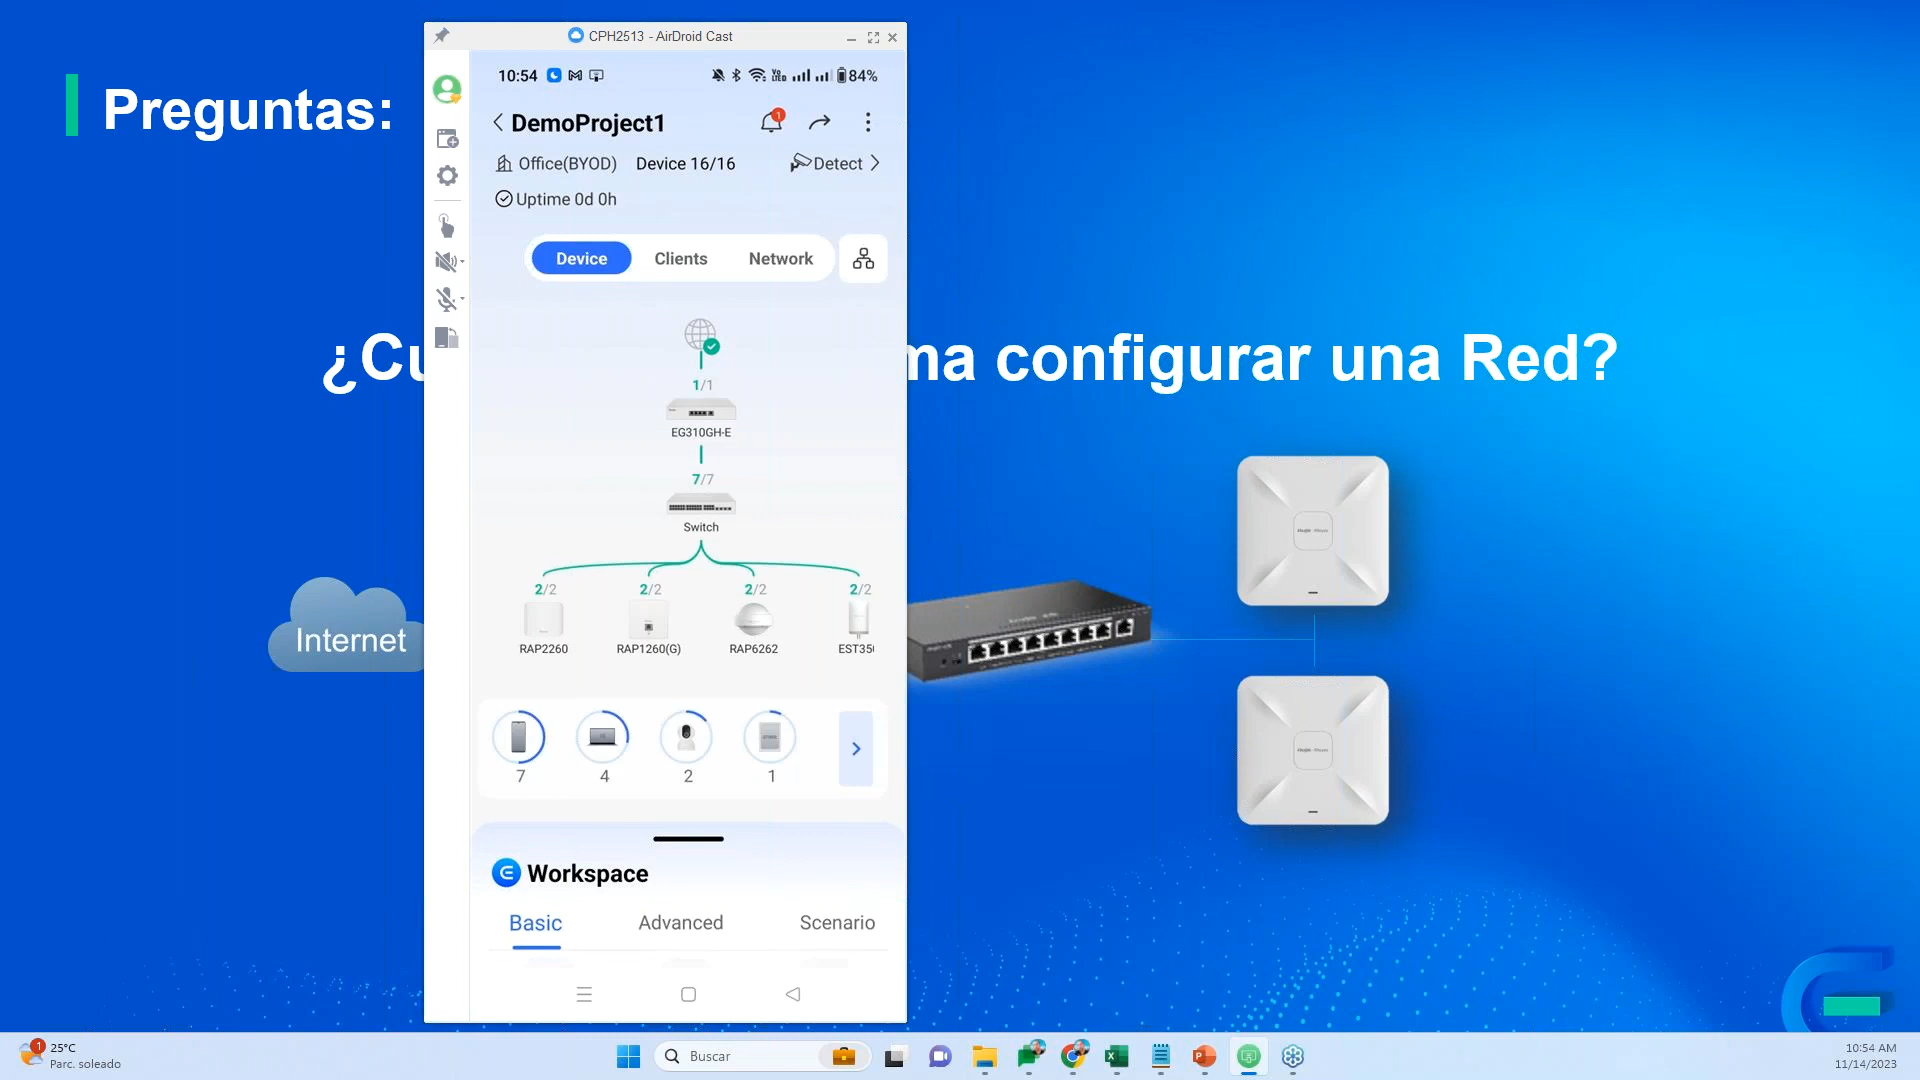 CPH2513 - AirDroid Cast
Preguntas:
10:54
84%
DemoProject1
1
Office(BYOD)
Device 16/16
Detect
Uptime 0d 0h
Device
Clients
Network
¿Cu
ma configurar una Red?
1/1
EG310GH-E
7/7
Switch
2/2
2/2
2/2
2/2
RAP2260
RAP1260(G)
RAP6262
EST35
Internet
7
4
2
1
Workspace
Basic
Advanced
Scenario
1
25°C
Parc. soleado
Buscar
10:54 AM
11/14/2023